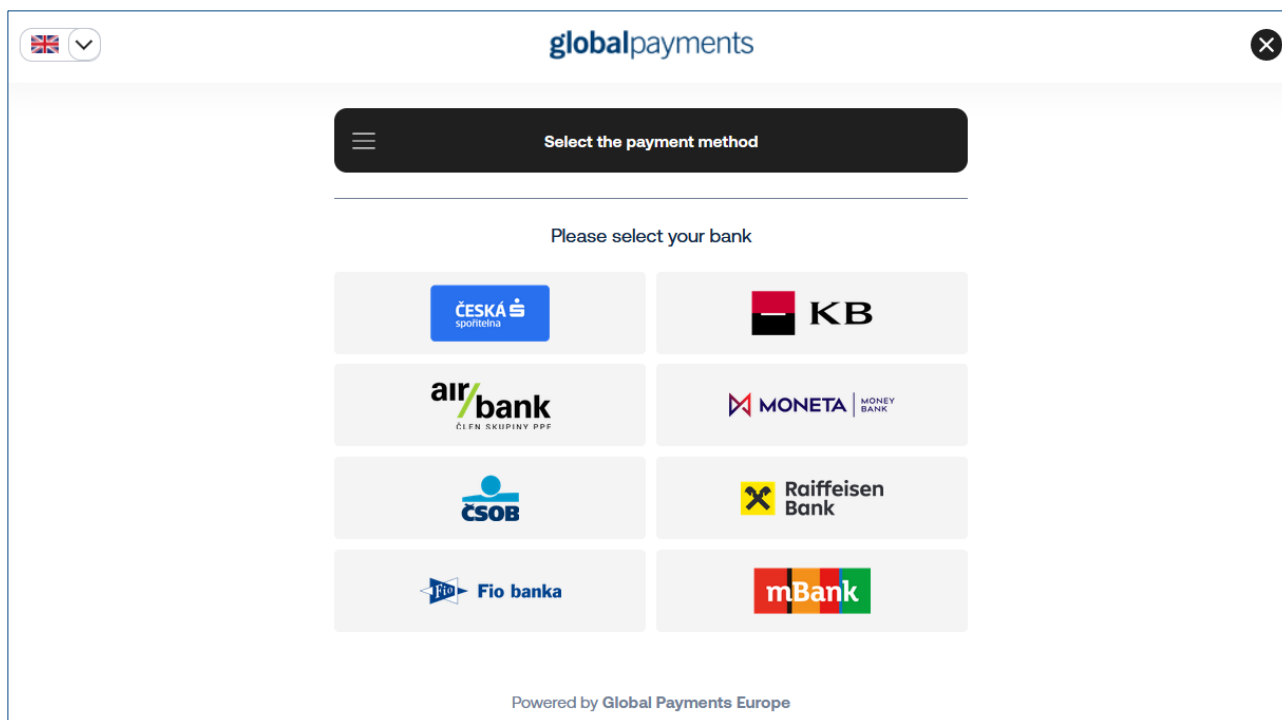 globalpayments
Select the payment method
Please select your bank
ČESKÁ
spořitelna
KB
air/bank
ČLEN SKUPINY PPF
MONETA | MONEY
BANK
ČSOB
Raiffeisen
Bank
Fio Fio banka
mBank
Powered by Global Payments Europe